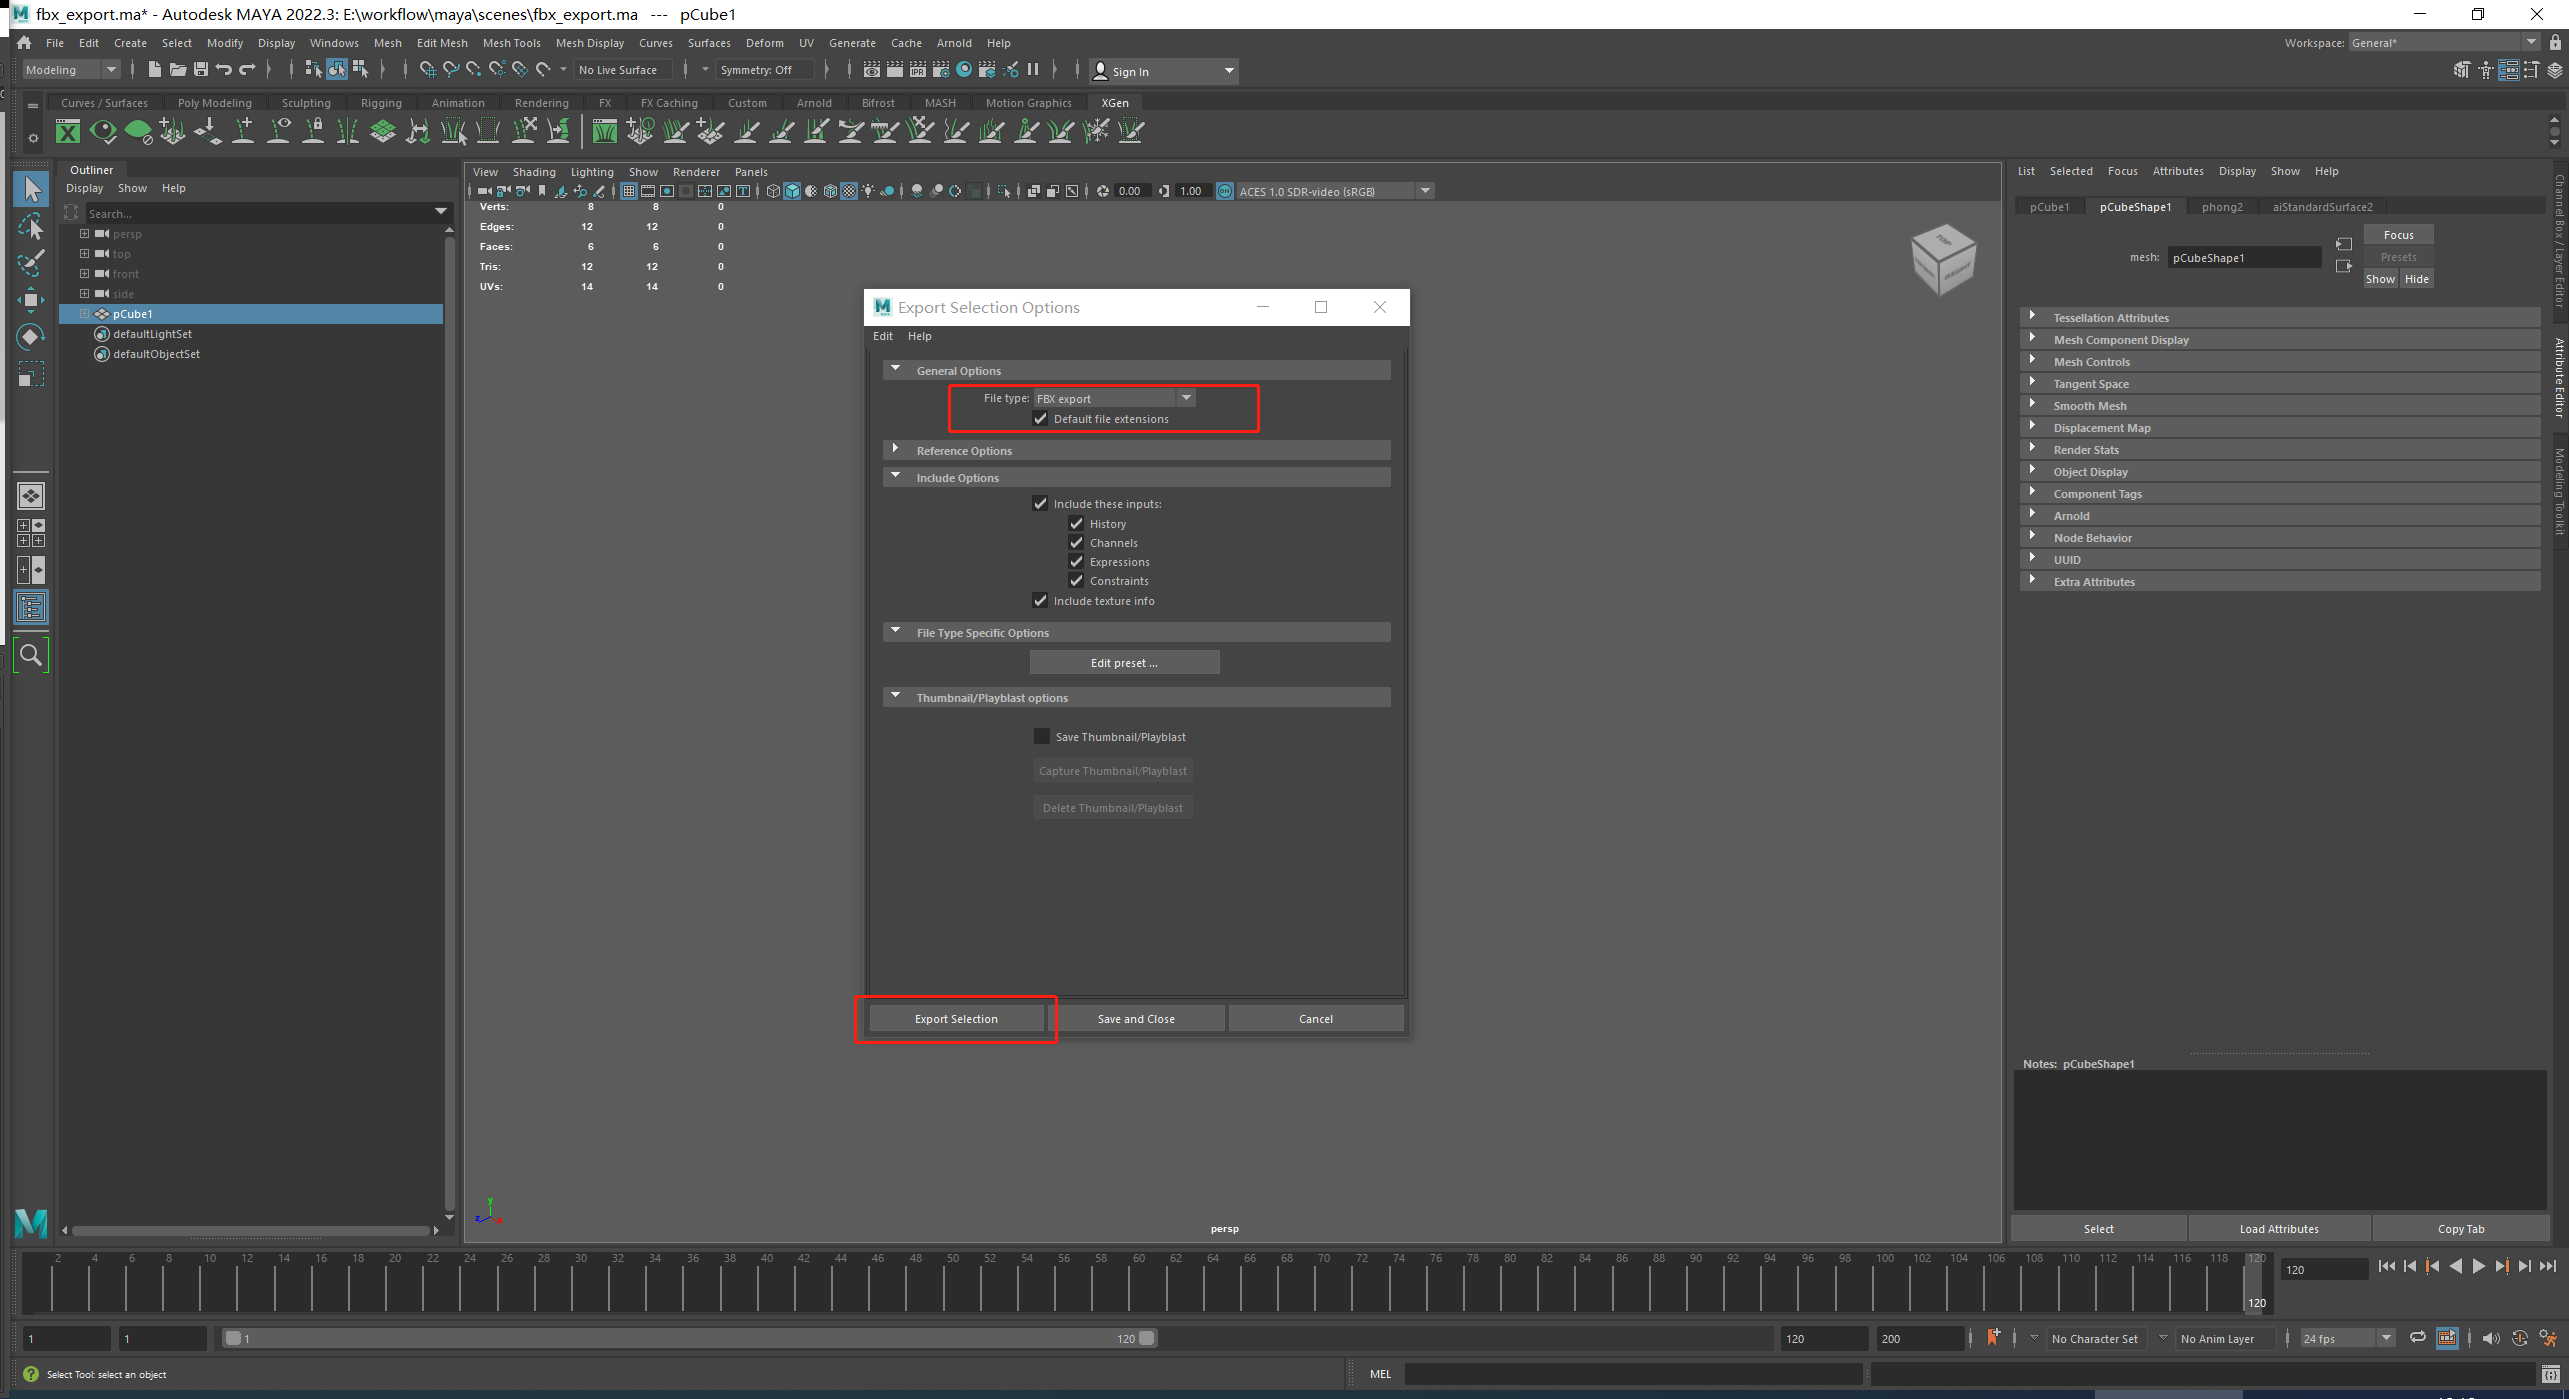 fbx_export.ma* - Autodesk MAYA 2022.3: E:\workflow\maya\scenes\fbx_export.ma --- pCube1
File Edit Create Select Modify Display Windows Mesh Edit Mesh Mesh Tools Mesh Display Curves Surfaces Deform UV Generate Cache Arnold Help
Workspace: General*
Modeling No Live Surface Symmetry: Off IPR Sign In
Curves / Surfaces Poly Modeling Sculpting Rigging Animation Rendering FX FX Caching Custom Arnold Bifrost MASH Motion Graphics XGen
Outliner
Display Show Help
Search...
persp
top
front
side
pCube1
defaultLightSet
defaultObjectSet
View Shading Lighting Show Renderer Panels
0.00 1.00 ON ACES 1.0 SDR-video (sRGB)
Verts: 8 8 0
Edges: 12 12 0
Faces: 6 6 0
Tris: 12 12 0
UVs: 14 14 0
TOP
RIGHT
Export Selection Options
Edit Help
General Options
File type: FBX export
Default file extensions
Reference Options
Include Options
Include these inputs:
History
Channels
Expressions
Constraints
Include texture info
File Type Specific Options
Edit preset ...
Thumbnail/Playblast options
Save Thumbnail/Playblast
Capture Thumbnail/Playblast
Delete Thumbnail/Playblast
Export Selection Save and Close Cancel
y
z x
persp
List Selected Focus Attributes Display Show Help
pCube1 pCubeShape1 phong2 aiStandardSurface2
mesh: pCubeShape1
Focus
Presets
Show Hide
Tessellation Attributes
Mesh Component Display
Mesh Controls
Tangent Space
Smooth Mesh
Displacement Map
Render Stats
Object Display
Component Tags
Arnold
Node Behavior
UUID
Extra Attributes
Notes: pCubeShape1
Select Load Attributes Copy Tab
Channel Box / Layer Editor
Attribute Editor
Modeling Toolkit
2 4 6 8 10 12 14 16 18 20 22 24 26 28 30 32 34 36 38 40 42 44 46 48 50 52 54 56 58 60 62 64 66 68 70 72 74 76 78 80 82 84 86 88 90 92 94 96 98 100 102 104 106 108 110 112 114 116 118 120
120
120
1 1 1 120 120 200 No Character Set No Anim Layer 24 fps
Select Tool: select an object
MEL